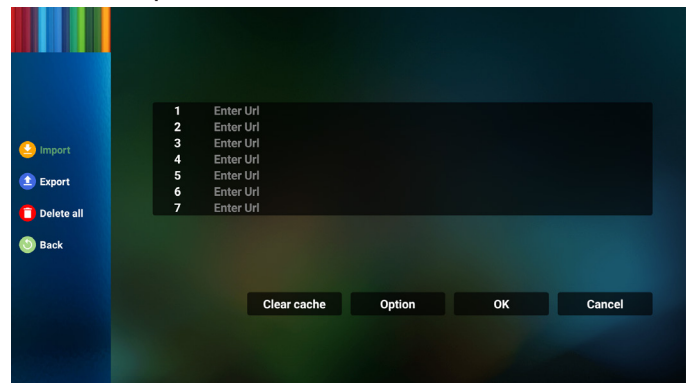 1 Enter Url
2 Enter Url
3 Enter Url
4 Enter Url
5 Enter Url
6 Enter Url
7 Enter Url
Import
Export
Delete all
Back
Clear cache Option OK Cancel